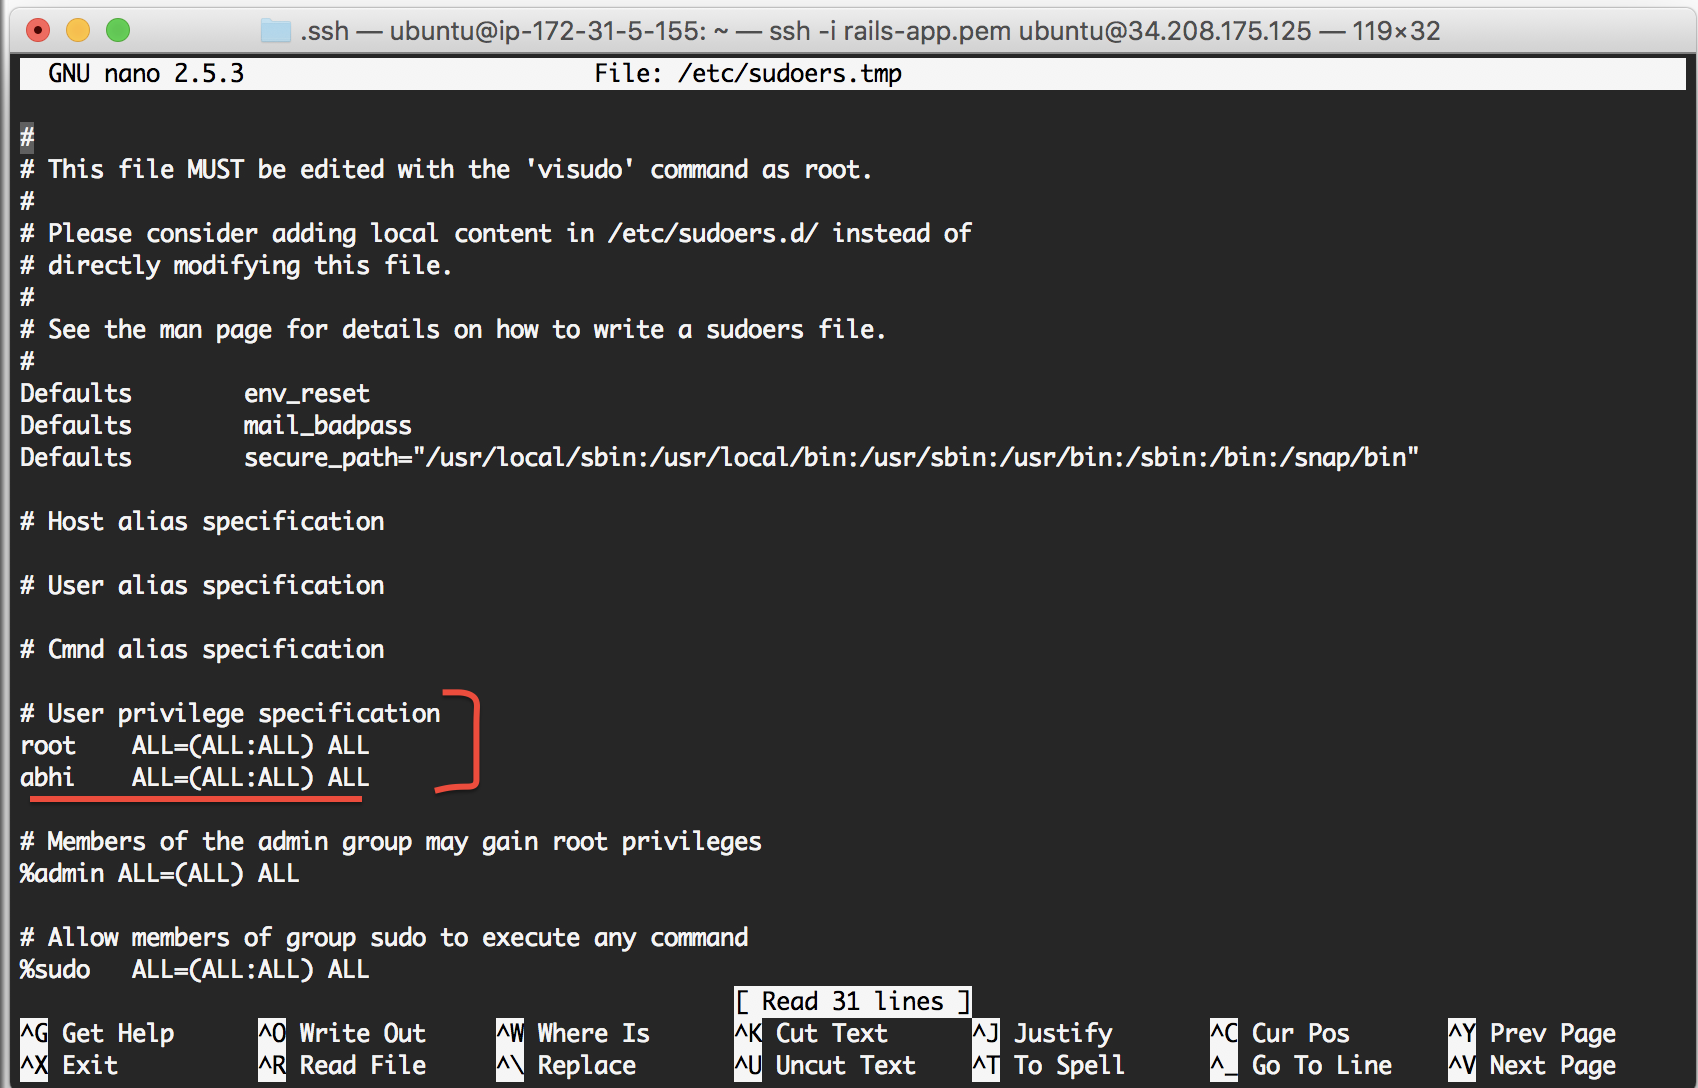 .ssh — ubuntu@ip-172-31-5-155: ~ — ssh -i rails-app.pem ubuntu@34.208.175.125 — 119×32
GNU nano 2.5.3 File: /etc/sudoers.tmp
#
# This file MUST be edited with the 'visudo' command as root.
#
# Please consider adding local content in /etc/sudoers.d/ instead of
# directly modifying this file.
#
# See the man page for details on how to write a sudoers file.
#
Defaults env_reset
Defaults mail_badpass
Defaults secure_path="/usr/local/sbin:/usr/local/bin:/usr/sbin:/usr/bin:/sbin:/bin:/snap/bin"
# Host alias specification
# User alias specification
# Cmnd alias specification
# User privilege specification
root ALL=(ALL:ALL) ALL
abhi ALL=(ALL:ALL) ALL
# Members of the admin group may gain root privileges
%admin ALL=(ALL) ALL
# Allow members of group sudo to execute any command
%sudo ALL=(ALL:ALL) ALL
[ Read 31 lines ]
^G Get Help ^O Write Out ^W Where Is ^K Cut Text ^J Justify ^C Cur Pos ^Y Prev Page
^X Exit ^R Read File ^\ Replace ^U Uncut Text ^T To Spell ^_ Go To Line ^V Next Page